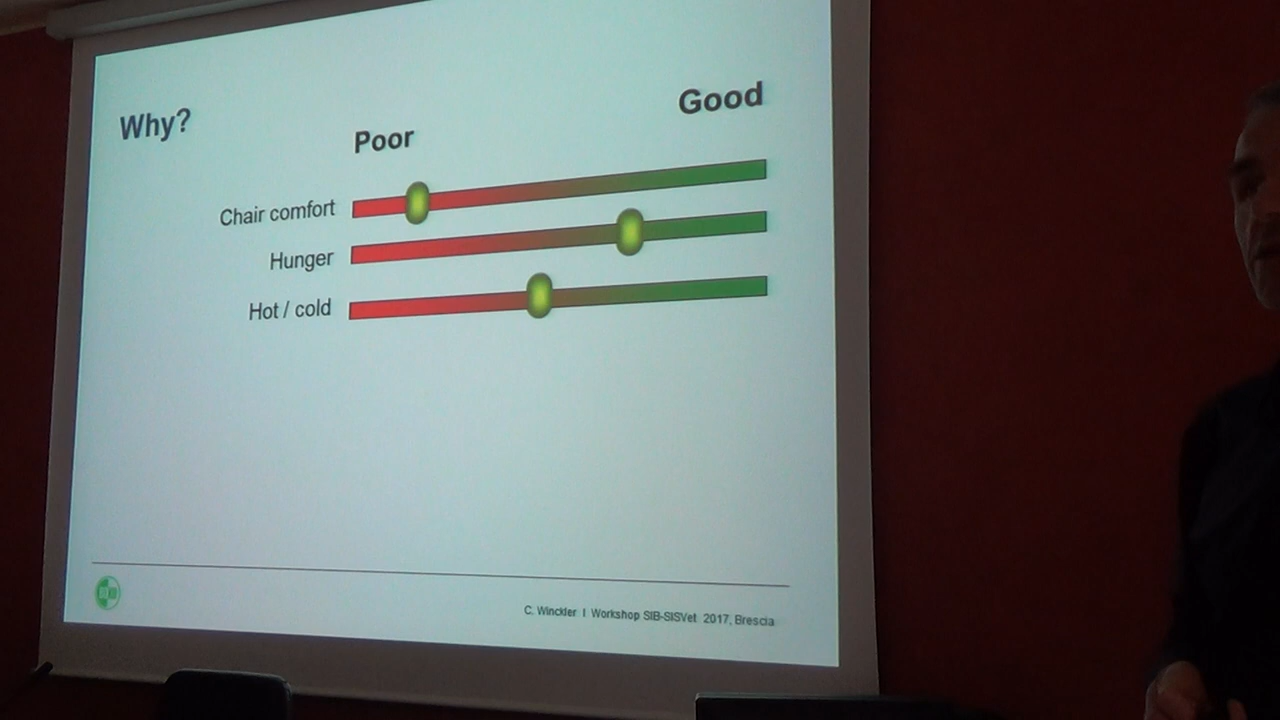 Why?
Poor
Good
Chair comfort
Hunger
Hot / cold
C. Winckler I Workshop SIB-SISVet 2017, Brescia